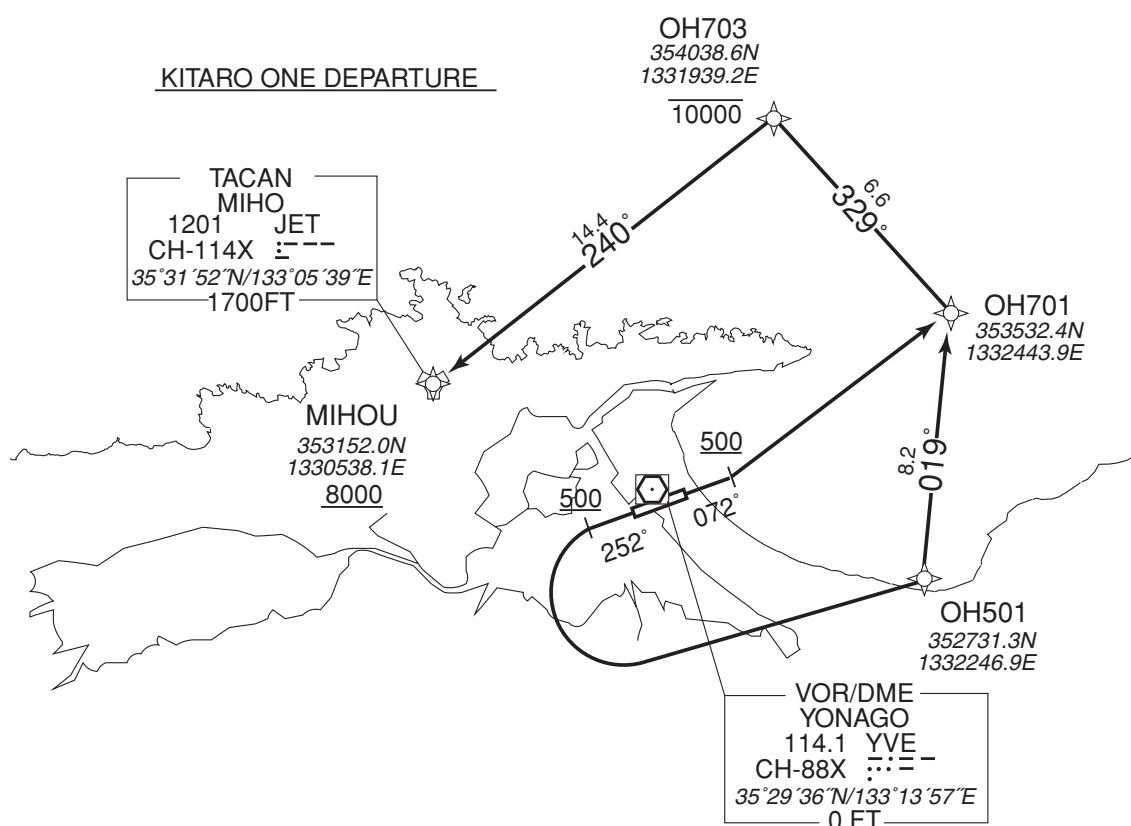 KITARO ONE DEPARTURE
OH703
354038.6N
1331939.2E
10000
TACAN
MIHO
1201 JET
CH-114X
35°31´52˝N/133°05´39˝E
1700FT
14.4
240°
6.6
329°
OH701
353532.4N
1332443.9E
MIHOU
353152.0N
1330538.1E
8000
500
072°
500
252°
8.2
019°
OH501
352731.3N
1332246.9E
VOR/DME
YONAGO
114.1 YVE
CH-88X
35°29´36˝N/133°13´57˝E
0 FT